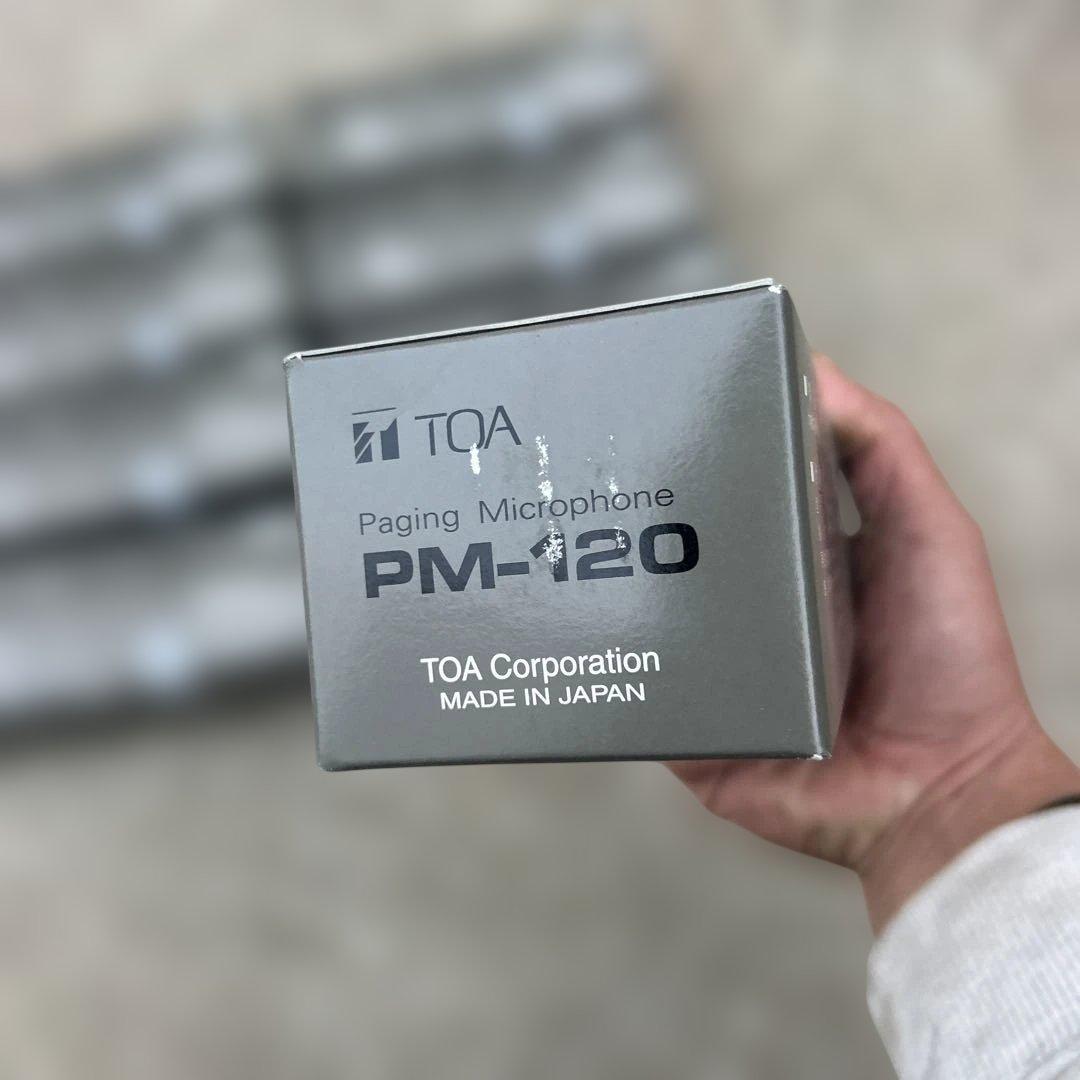 TOA
Paging Microphone
PM-120
TOA Corporation
MADE IN JAPAN